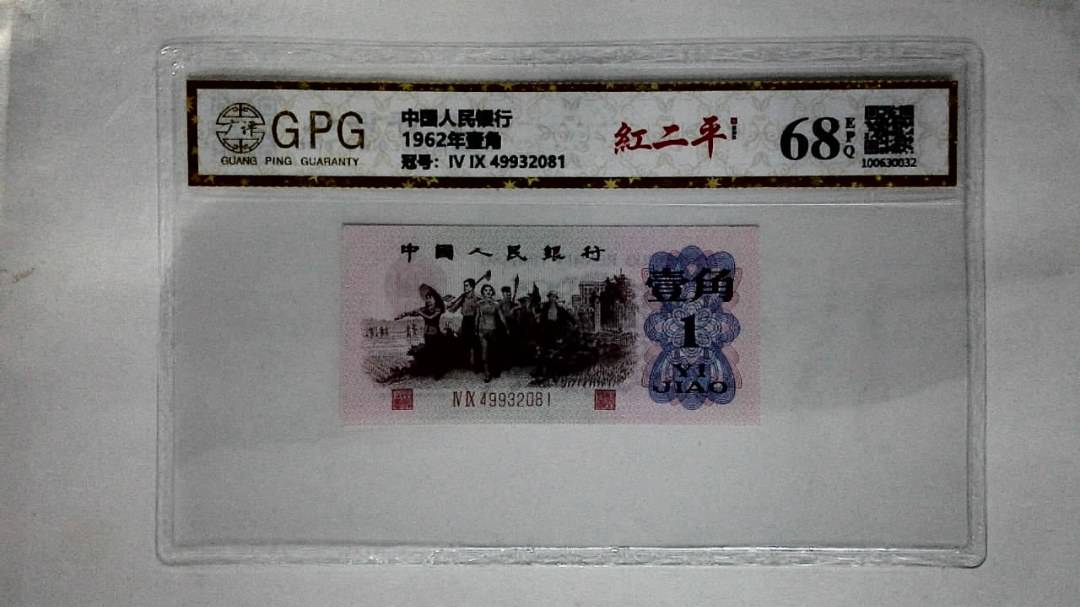 GPG
GUANG PING GUARANTY
中国人民银行
1962年壹角
冠号：IV IX 49932081
紅二平
68
EPQ
100630032
中國人民銀行
壹角
1
YI
JIAO
IV IX 49932081